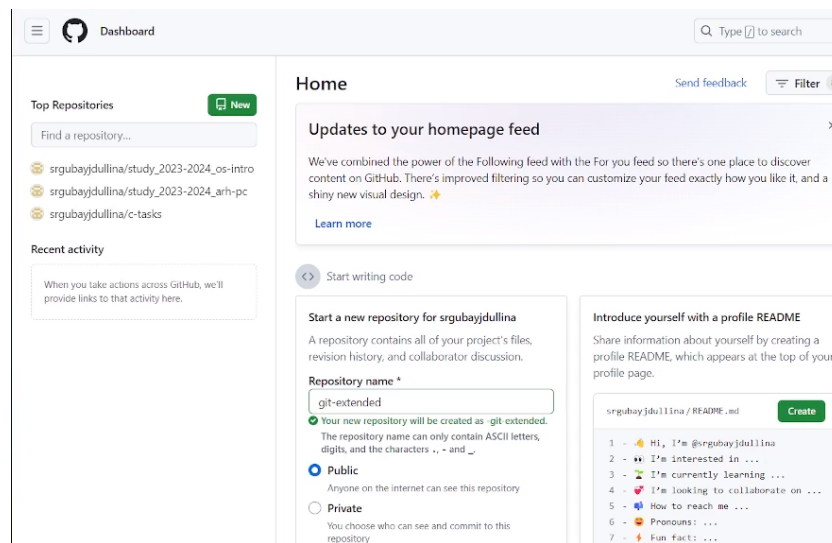 Dashboard
Type / to search
Top Repositories
New
Find a repository...
srgubayjdullina/study_2023-2024_os-intro
srgubayjdullina/study_2023-2024_arh-pc
srgubayjdullina/c-tasks
Recent activity
When you take actions across GitHub, we'll
provide links to that activity here.
Home
Send feedback
Filter
Updates to your homepage feed
We've combined the power of the Following feed with the For you feed so there's one place to discover
content on GitHub. There's improved filtering so you can customize your feed exactly how you like it, and a
shiny new visual design. ✨
Learn more
Start writing code
Start a new repository for srgubayjdullina
A repository contains all of your project's files,
revision history, and collaborator discussion.
Repository name *
git-extended
Your new repository will be created as -git-extended.
The repository name can only contain ASCII letters,
digits, and the characters ., - and _.
Public
Anyone on the internet can see this repository
Private
You choose who can see and commit to this
repository
Introduce yourself with a profile README
Share information about yourself by creating a
profile README, which appears at the top of your
profile page.
srgubayjdullina/README.md
Create
1 - 👋 Hi, I'm @srgubayjdullina
2 - 👀 I'm interested in ...
3 - 🌱 I'm currently learning ...
4 - 💞️ I'm looking to collaborate on ...
5 - 📫 How to reach me ...
6 - 😄 Pronouns: ...
7 - ⚡ Fun fact: ...